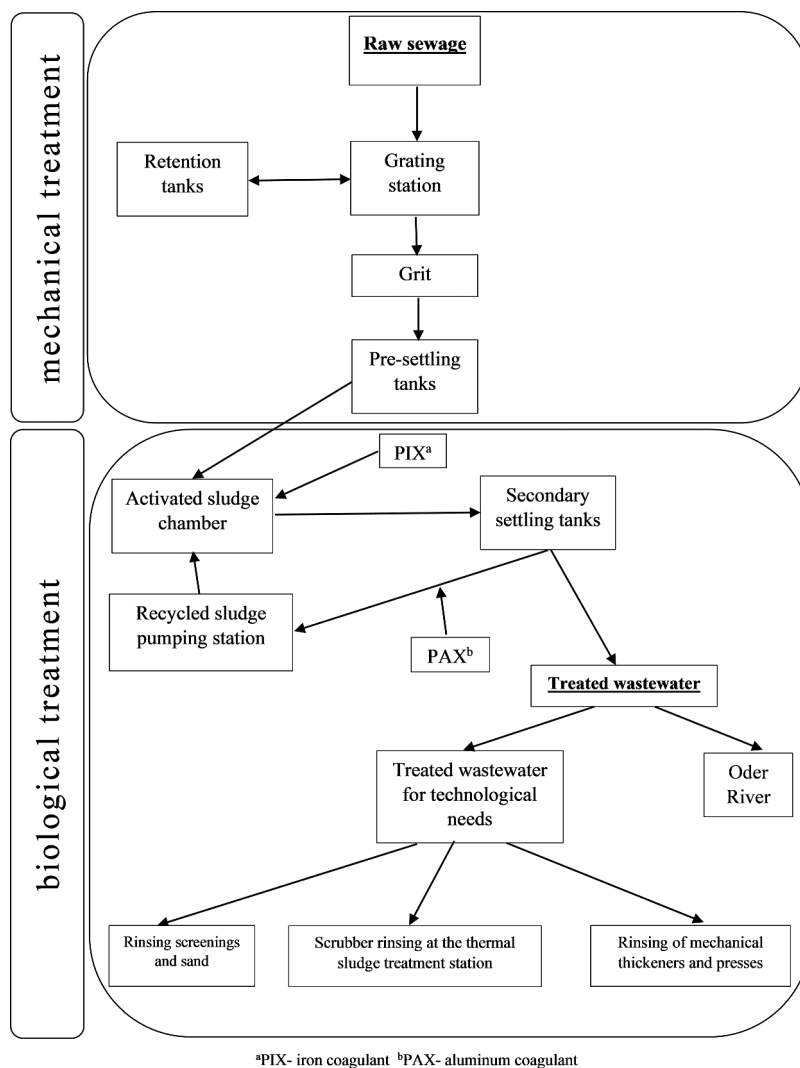 mechanical treatment
Raw sewage
Retention
tanks
Grating
station
Grit
Pre-settling
tanks
biological treatment
PIXᵃ
Activated sludge
chamber
Secondary
settling tanks
Recycled sludge
pumping station
PAXᵇ
Treated wastewater
Treated wastewater
for technological
needs
Oder
River
Rinsing screenings
and sand
Scrubber rinsing at the thermal
sludge treatment station
Rinsing of mechanical
thickeners and presses
ᵃPIX- iron coagulant ᵇPAX- aluminum coagulant